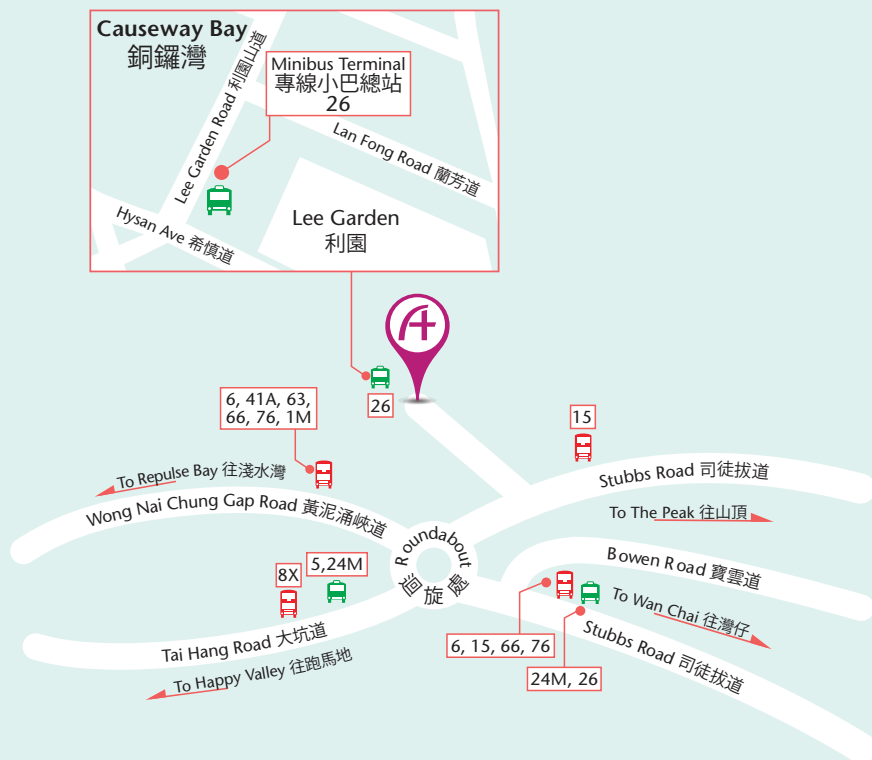 Causeway Bay
銅鑼灣
Minibus Terminal
專線小巴總站
26
Lee Garden Road 利園山道
Lan Fong Road 蘭芳道
Hysan Ave 希慎道
Lee Garden
利園
26
6, 41A, 63,
66, 76, 1M
15
To Repulse Bay 往淺水灣
Wong Nai Chung Gap Road 黃泥涌峽道
Stubbs Road 司徒拔道
To The Peak 往山頂
Roundabout
迴旋處
Bowen Road 寶雲道
8X
5,24M
To Wan Chai 往灣仔
Tai Hang Road 大坑道
To Happy Valley 往跑馬地
6, 15, 66, 76
24M, 26
Stubbs Road 司徒拔道